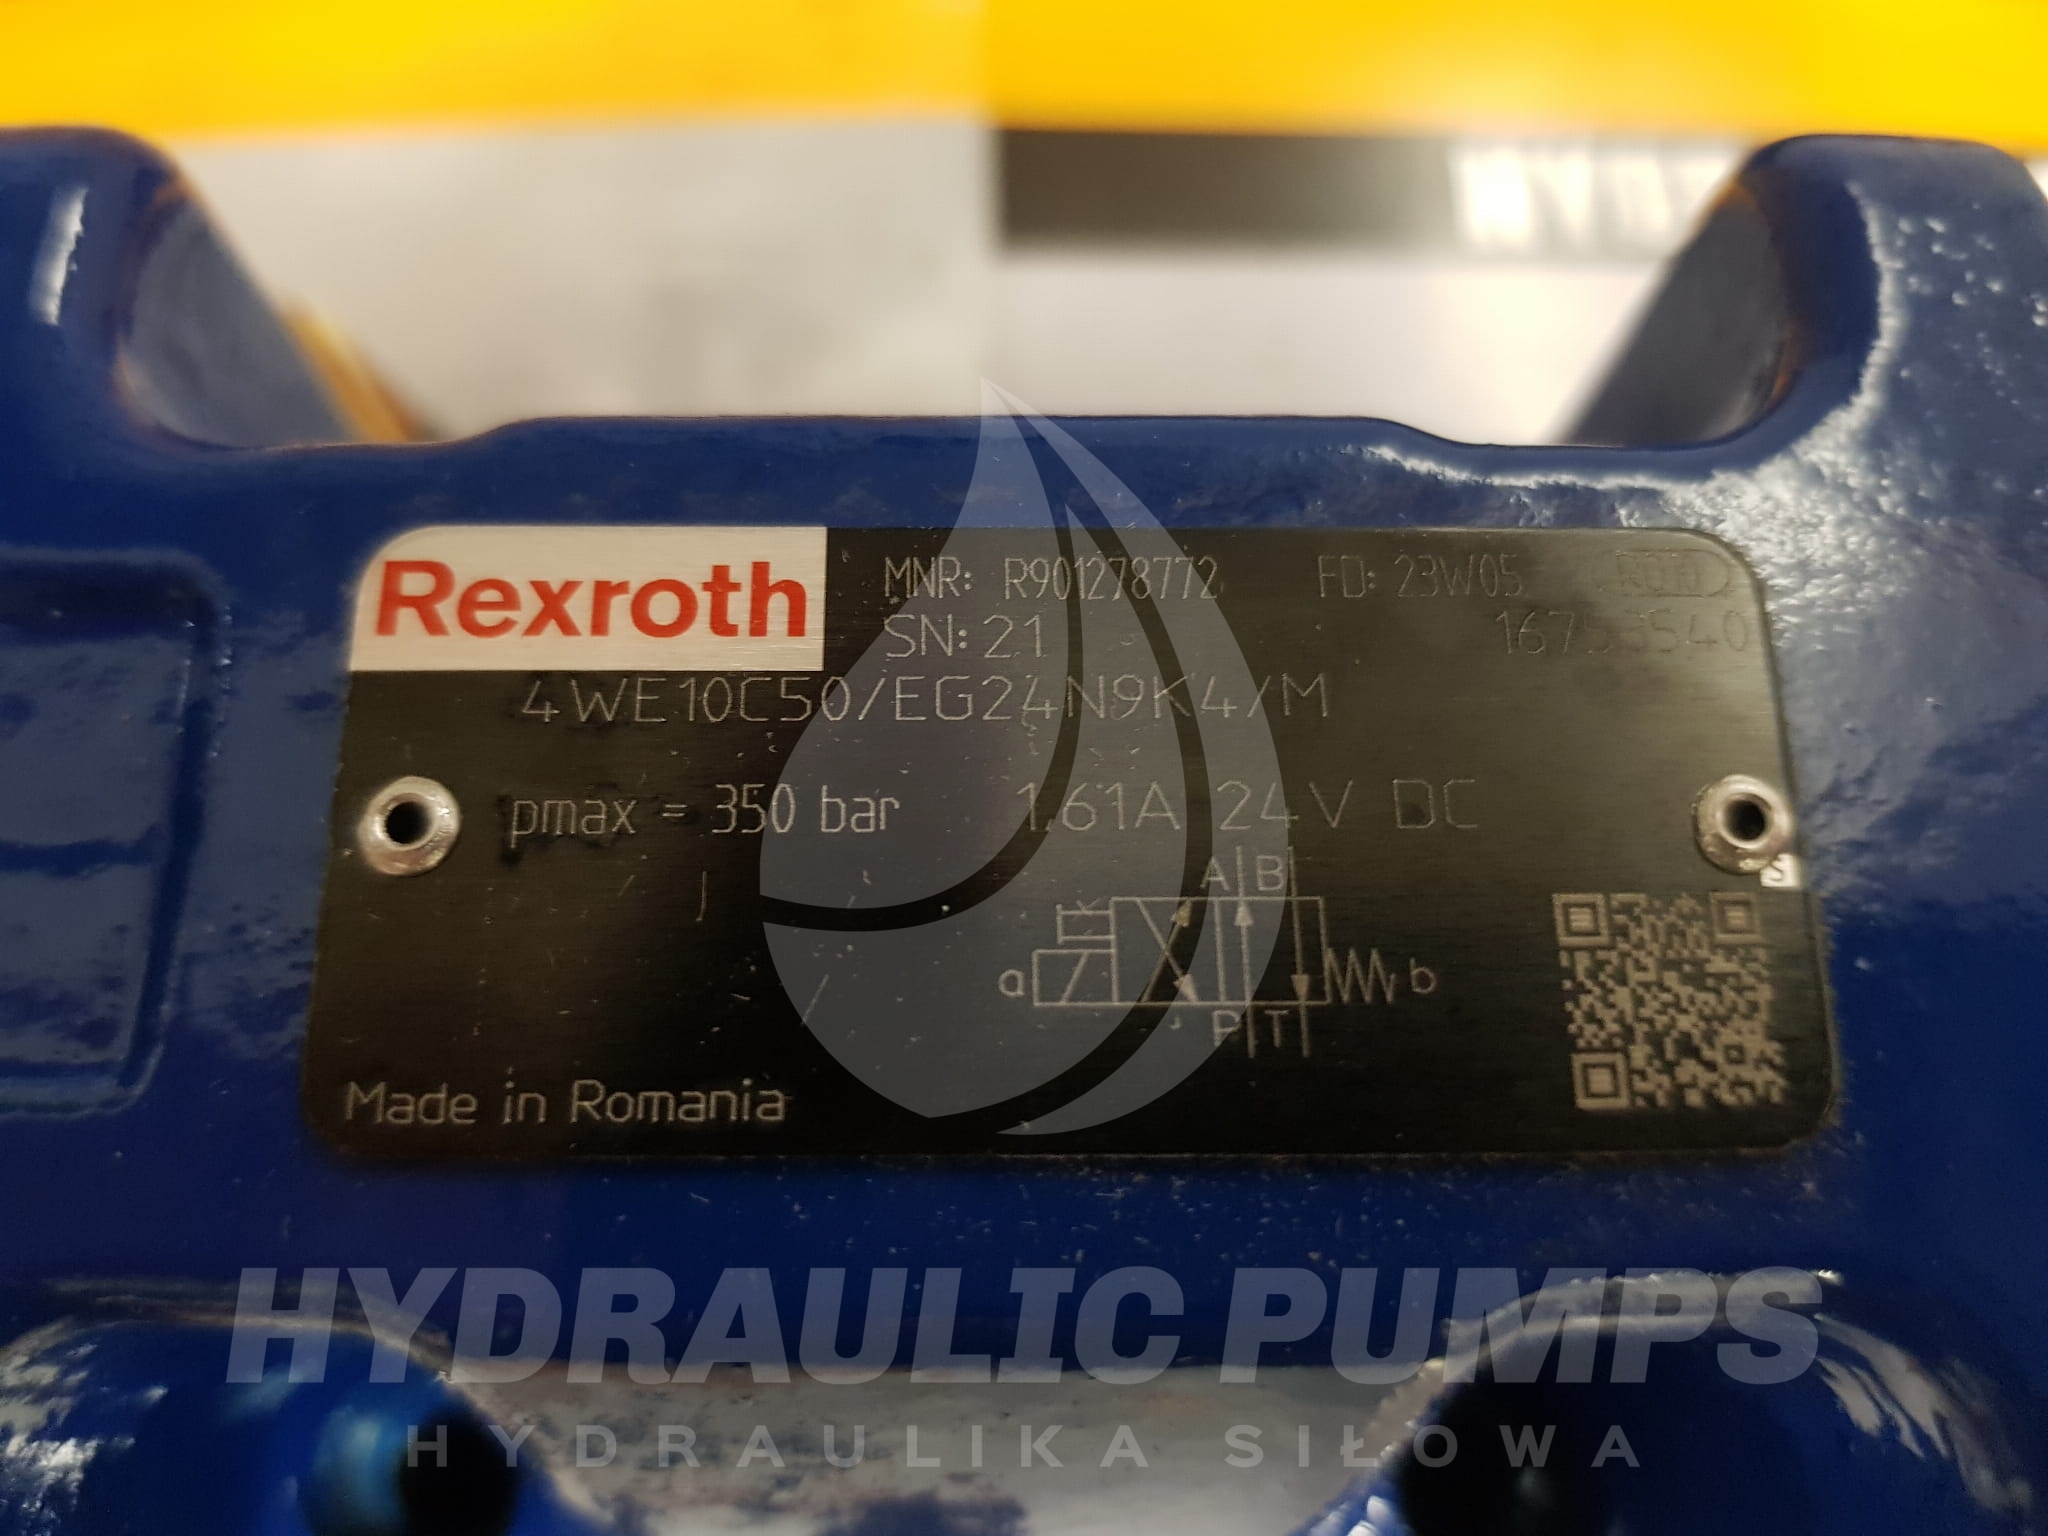 Rexroth
MNR: R901278772 FD: 23W05
SN: 21
4WE10C50/EG24N9K4/M
pmax = 350 bar 1.61A 24V DC
A B
a b
P T
Made in Romania
HYDRAULIC PUMPS
HYDRAULIKA SIŁOWA